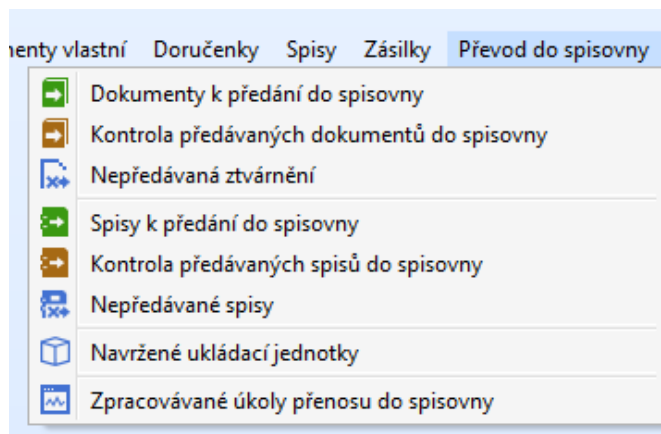 menty vlastní Doručenky Spisy Zásilky Převod do spisovny
Dokumenty k předání do spisovny
Kontrola předávaných dokumentů do spisovny
Nepředávaná ztvárnění
Spisy k předání do spisovny
Kontrola předávaných spisů do spisovny
Nepředávané spisy
Navržené ukládací jednotky
Zpracovávané úkoly přenosu do spisovny